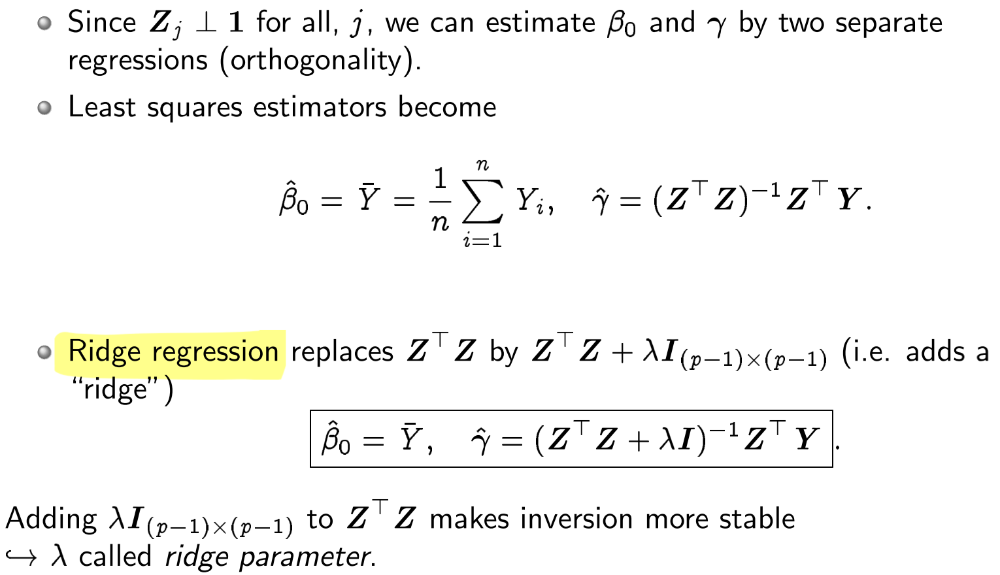 Since $\boldsymbol{Z}_j \perp \mathbf{1}$ for all, $j$, we can estimate $\beta_0$ and $\boldsymbol{\gamma}$ by two separate
regressions (orthogonality).
Least squares estimators become
$\hat{\beta}_0 = \bar{Y} = \frac{1}{n} \sum_{i=1}^{n} Y_i, \quad \hat{\boldsymbol{\gamma}} = (\boldsymbol{Z}^\top \boldsymbol{Z})^{-1} \boldsymbol{Z}^\top \boldsymbol{Y}.$
Ridge regression replaces $\boldsymbol{Z}^\top \boldsymbol{Z}$ by $\boldsymbol{Z}^\top \boldsymbol{Z} + \lambda \boldsymbol{I}_{(p-1)\times(p-1)}$ (i.e. adds a
“ridge”)
$\hat{\beta}_0 = \bar{Y}, \quad \hat{\boldsymbol{\gamma}} = (\boldsymbol{Z}^\top \boldsymbol{Z} + \lambda \boldsymbol{I})^{-1} \boldsymbol{Z}^\top \boldsymbol{Y}.$
Adding $\lambda \boldsymbol{I}_{(p-1)\times(p-1)}$ to $\boldsymbol{Z}^\top \boldsymbol{Z}$ makes inversion more stable
$\hookrightarrow$ $\lambda$ called ridge parameter.